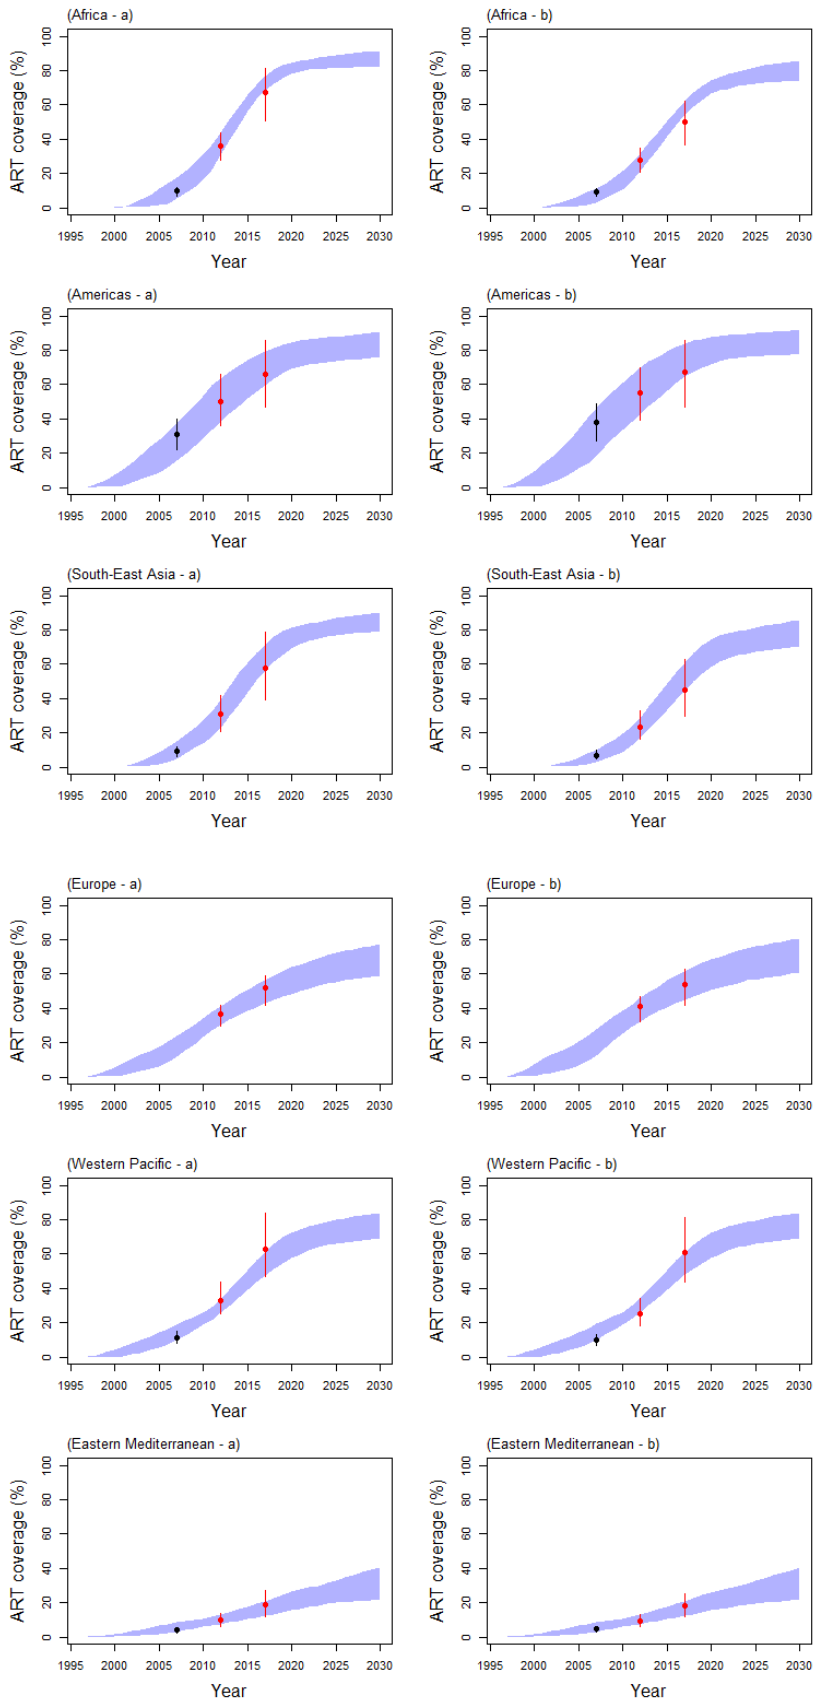 (Africa - a)
ART coverage (%)
0 20 40 60 80 100
1995 2000 2005 2010 2015 2020 2025 2030
Year
(Africa - b)
ART coverage (%)
0 20 40 60 80 100
1995 2000 2005 2010 2015 2020 2025 2030
Year
(Americas - a)
ART coverage (%)
0 20 40 60 80 100
1995 2000 2005 2010 2015 2020 2025 2030
Year
(Americas - b)
ART coverage (%)
0 20 40 60 80 100
1995 2000 2005 2010 2015 2020 2025 2030
Year
(South-East Asia - a)
ART coverage (%)
0 20 40 60 80 100
1995 2000 2005 2010 2015 2020 2025 2030
Year
(South-East Asia - b)
ART coverage (%)
0 20 40 60 80 100
1995 2000 2005 2010 2015 2020 2025 2030
Year
(Europe - a)
ART coverage (%)
0 20 40 60 80 100
1995 2000 2005 2010 2015 2020 2025 2030
Year
(Europe - b)
ART coverage (%)
0 20 40 60 80 100
1995 2000 2005 2010 2015 2020 2025 2030
Year
(Western Pacific - a)
ART coverage (%)
0 20 40 60 80 100
1995 2000 2005 2010 2015 2020 2025 2030
Year
(Western Pacific - b)
ART coverage (%)
0 20 40 60 80 100
1995 2000 2005 2010 2015 2020 2025 2030
Year
(Eastern Mediterranean - a)
ART coverage (%)
0 20 40 60 80 100
1995 2000 2005 2010 2015 2020 2025 2030
Year
(Eastern Mediterranean - b)
ART coverage (%)
0 20 40 60 80 100
1995 2000 2005 2010 2015 2020 2025 2030
Year